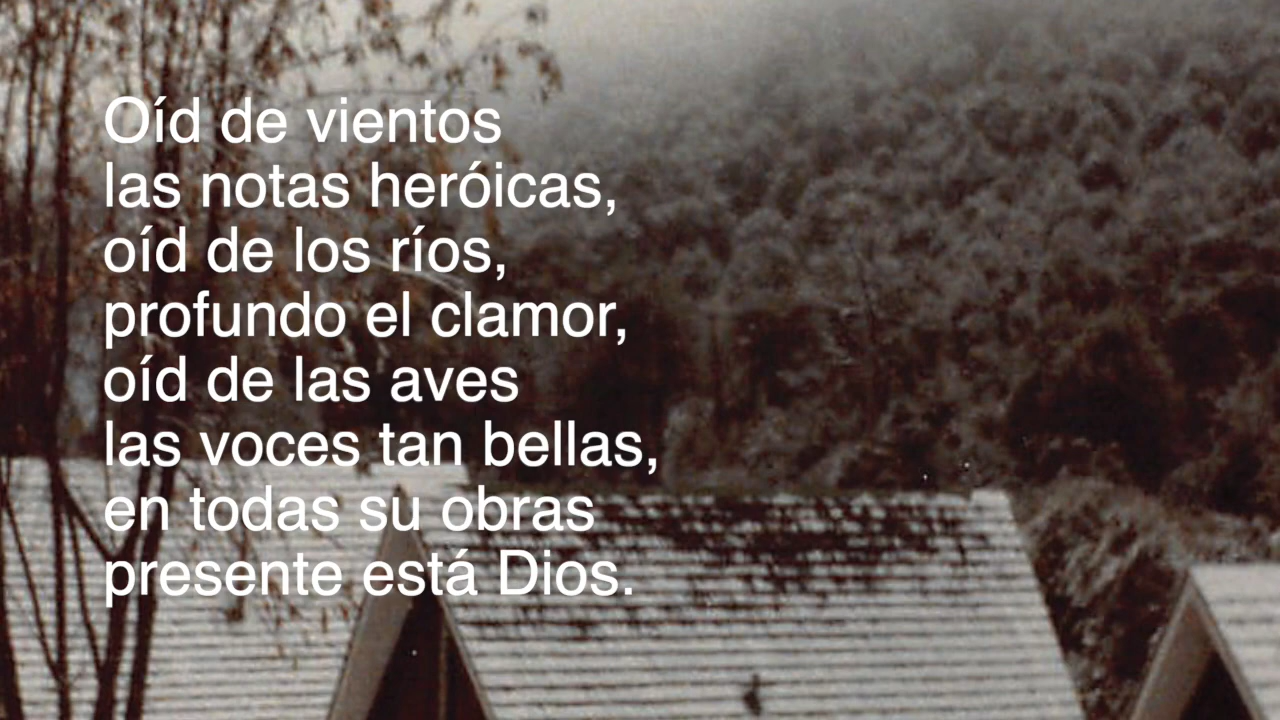 Oíd de vientos
las notas heróicas,
oíd de los ríos,
profundo el clamor,
oíd de las aves
las voces tan bellas,
en todas su obras
presente está Dios.